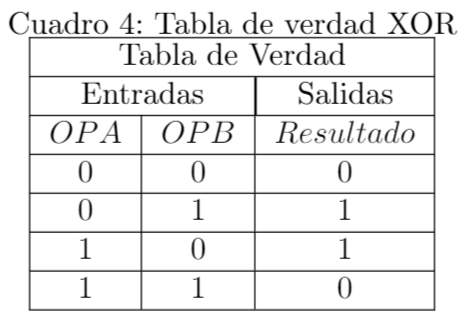 Cuadro 4: Tabla de verdad XOR
Tabla de Verdad
Entradas Salidas
OPA OPB Resultado
0 0 0
0 1 1
1 0 1
1 1 0